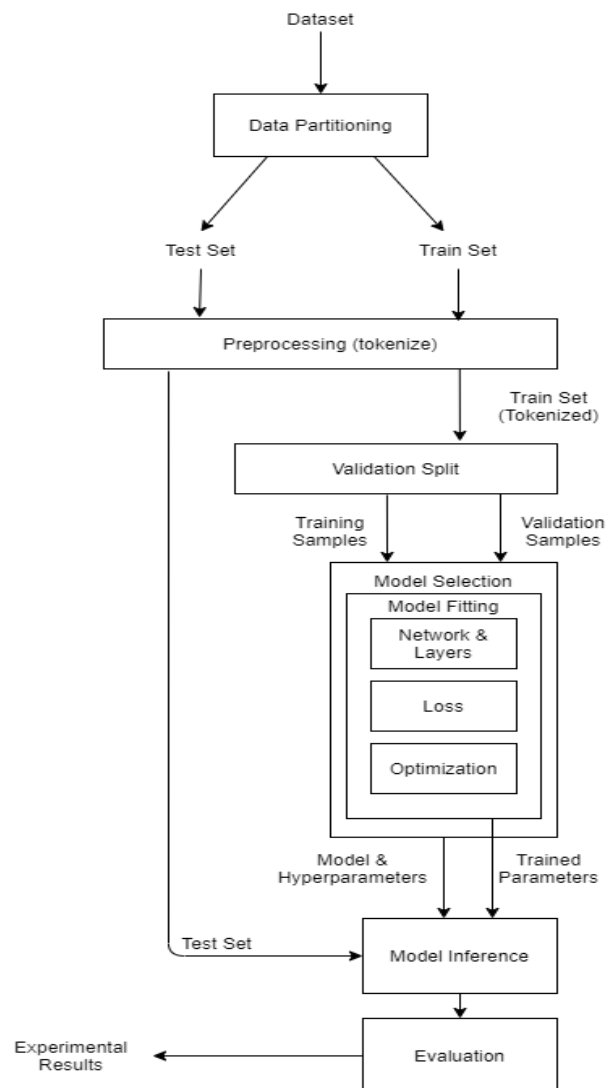 Dataset
Data Partitioning
Test Set
Train Set
Preprocessing (tokenize)
Train Set
(Tokenized)
Validation Split
Training
Samples
Validation
Samples
Model Selection
Model Fitting
Network &
Layers
Loss
Optimization
Model &
Hyperparameters
Trained
Parameters
Test Set
Model Inference
Experimental
Results
Evaluation